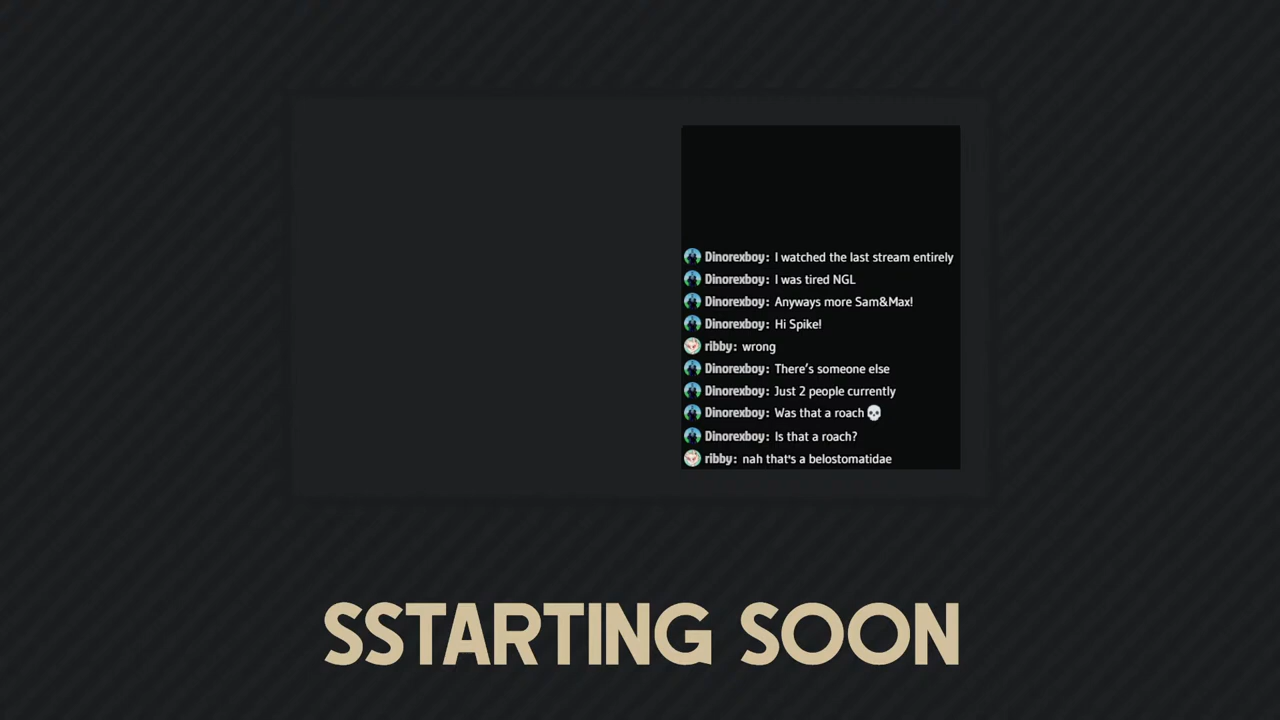 Dinorexboy: I watched the last stream entirely
Dinorexboy: I was tired NGL
Dinorexboy: Anyways more Sam&Max!
Dinorexboy: Hi Spike!
ribby: wrong
Dinorexboy: There's someone else
Dinorexboy: Just 2 people currently
Dinorexboy: Was that a roach 💀
Dinorexboy: Is that a roach?
ribby: nah that's a belostomatidae
SSTARTING SOON